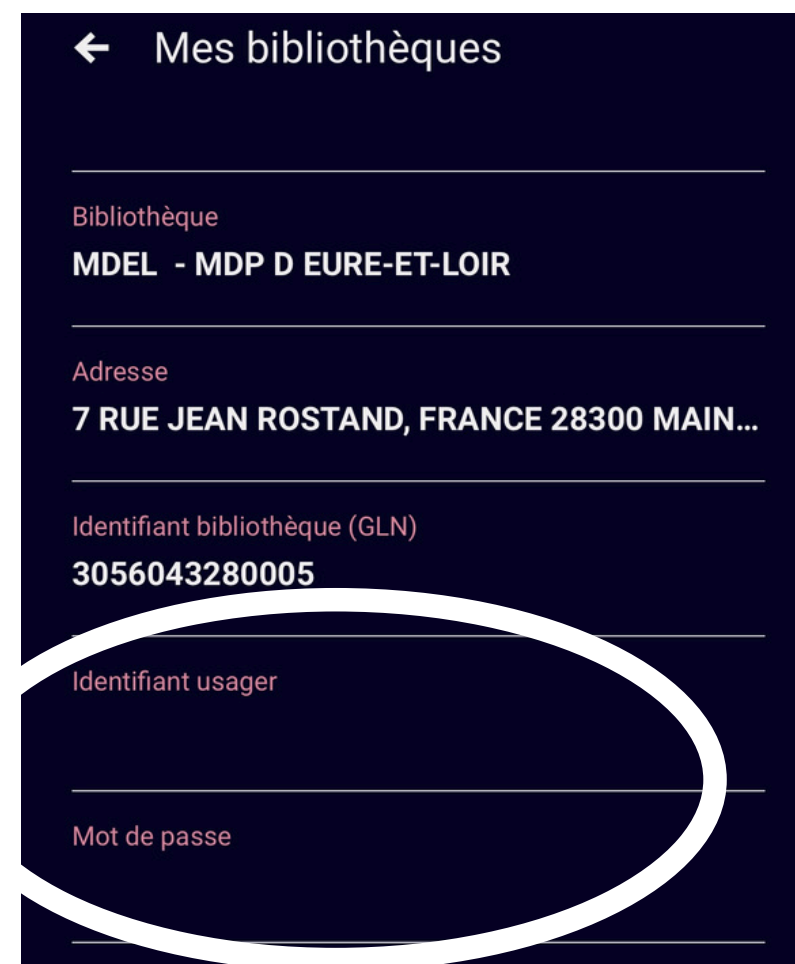 Mes bibliothèques
Bibliothèque
MDEL - MDP D EURE-ET-LOIR
Adresse
7 RUE JEAN ROSTAND, FRANCE 28300 MAIN...
Identifiant bibliothèque (GLN)
3056043280005
Identifiant usager
Mot de passe